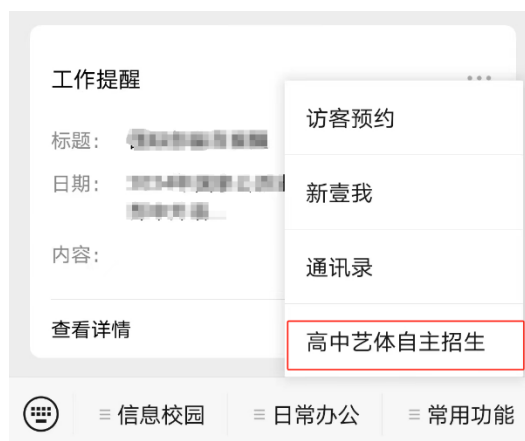 工作提醒
标题:
日期:
内容:
查看详情
访客预约
新壹我
通讯录
高中艺体自主招生
信息校园
日常办公
常用功能